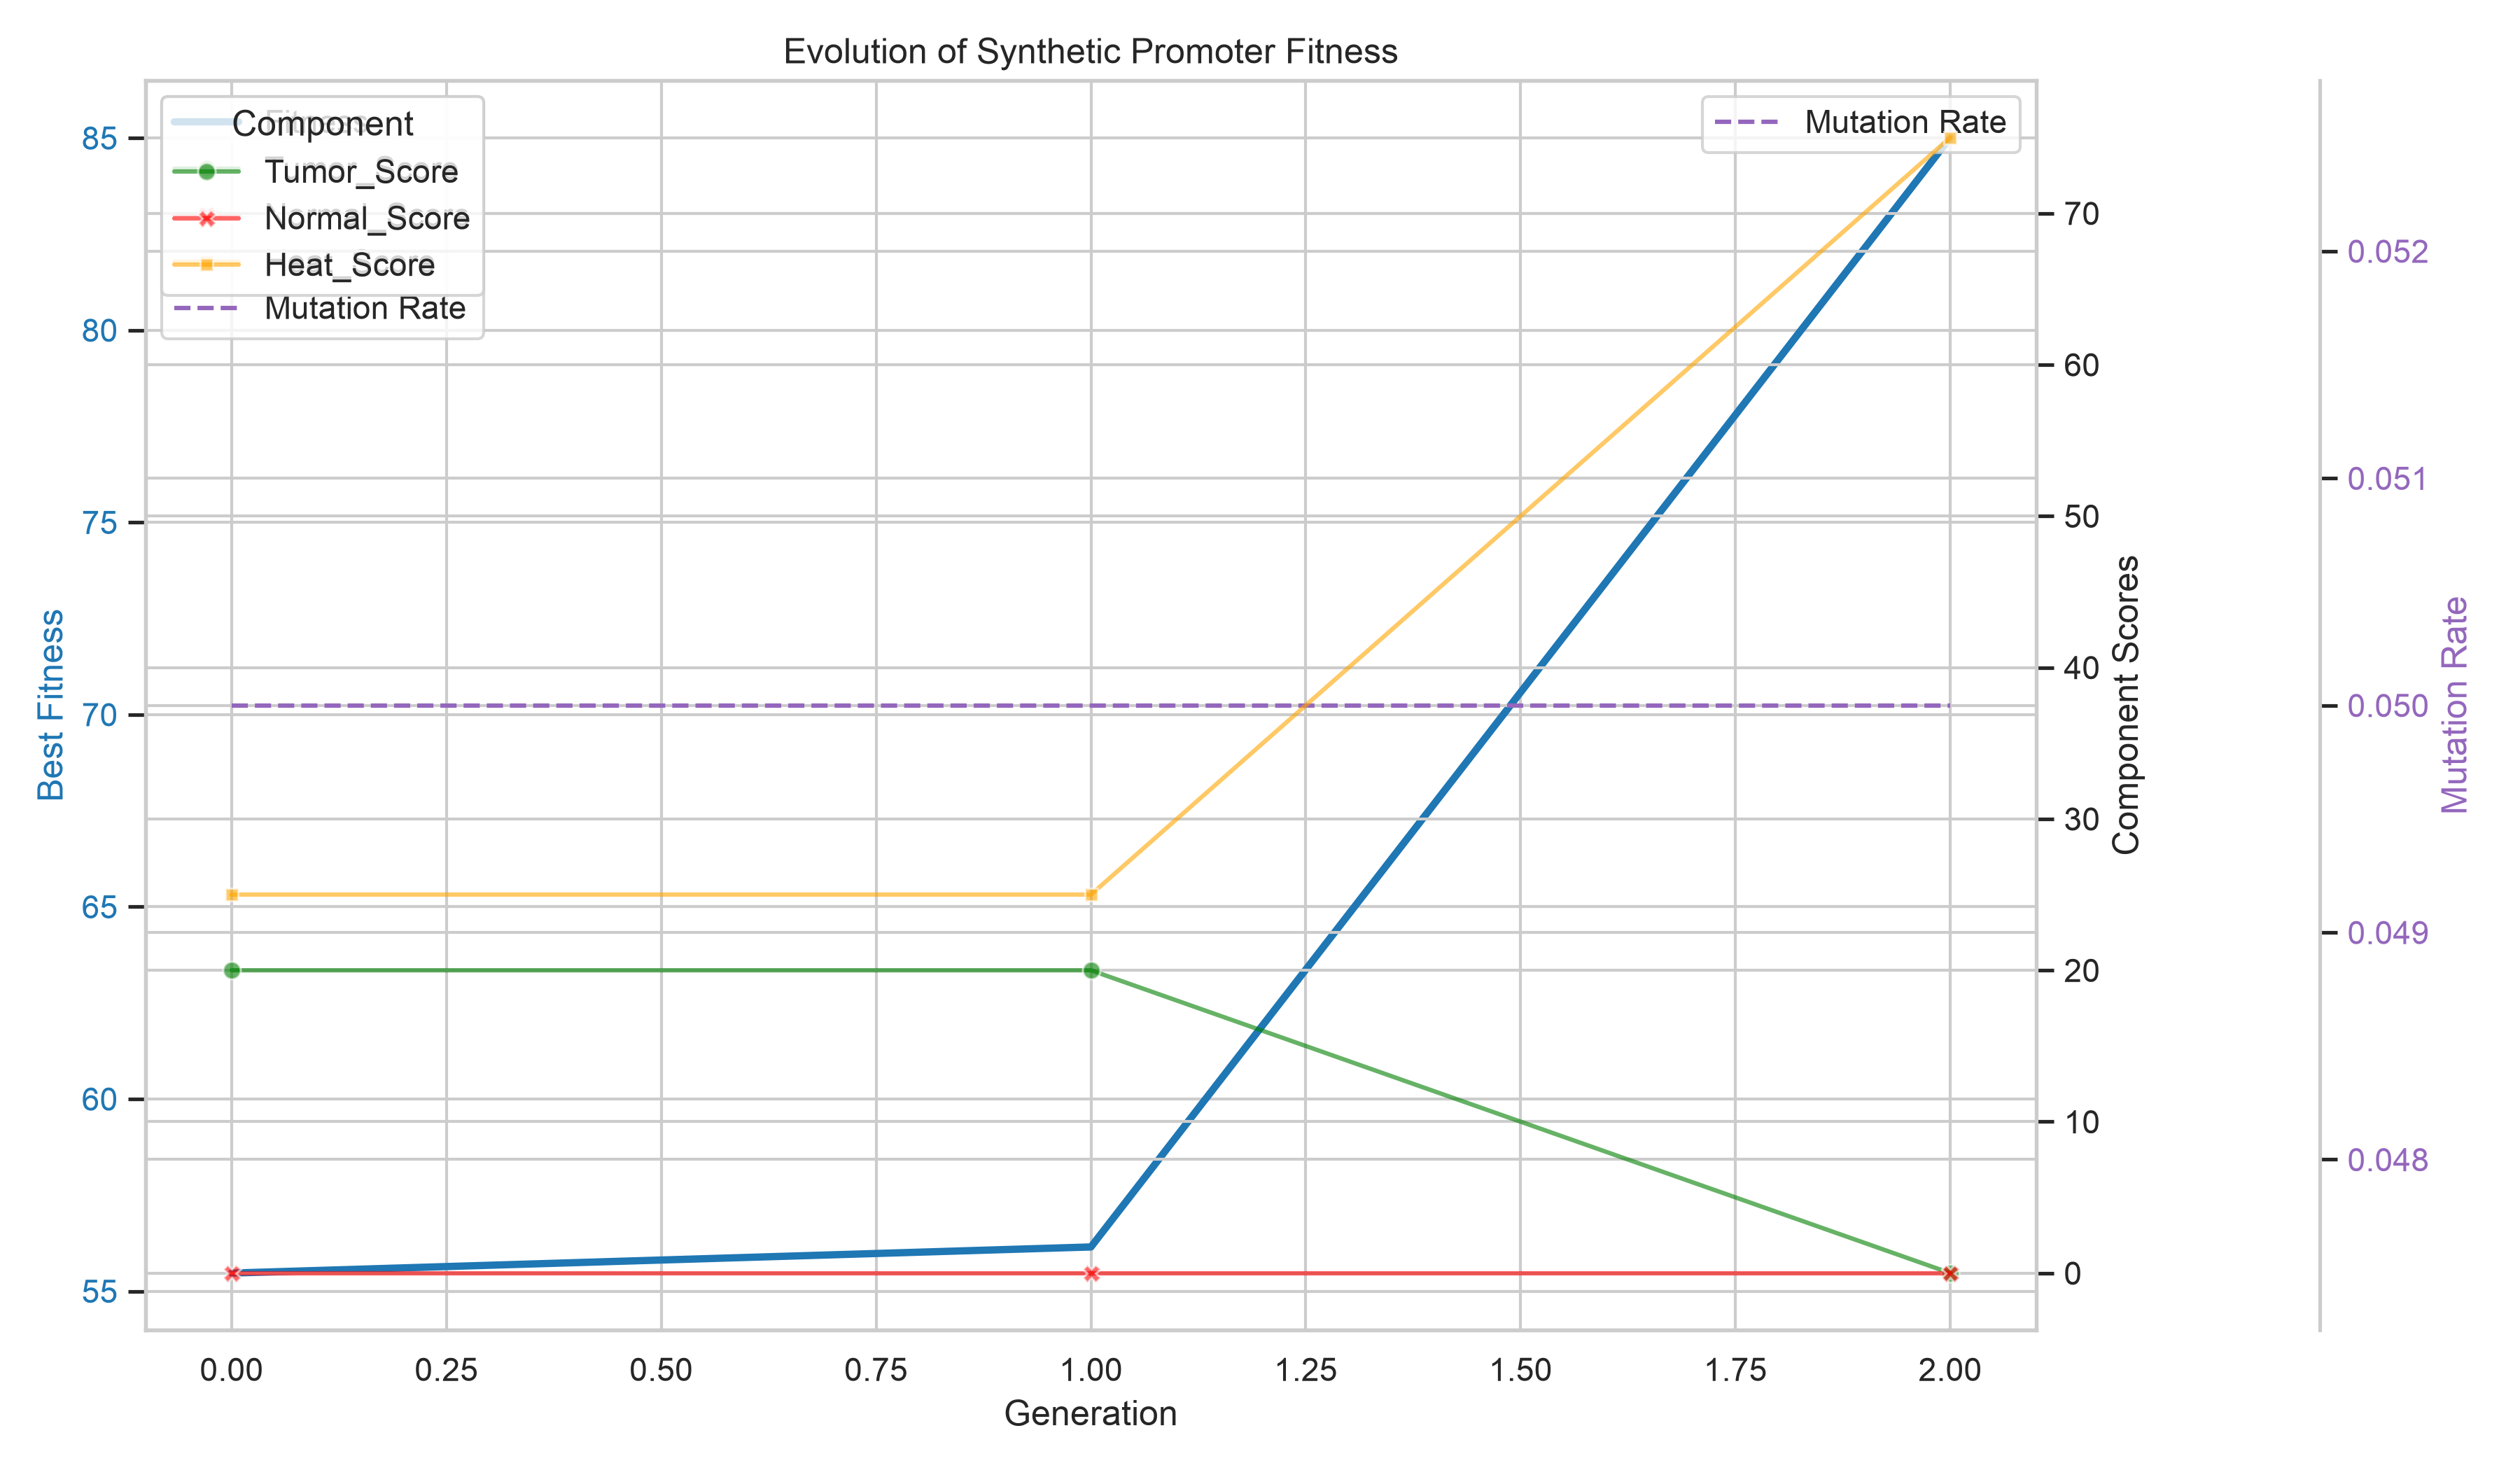 Evolution of Synthetic Promoter Fitness
Component
Fitness
Tumor_Score
Normal_Score
Heat_Score
Mutation Rate
Mutation Rate
85
80
75
70
65
60
55
Best Fitness
70
60
50
40
30
20
10
0
Component Scores
0.052
0.051
0.050
0.049
0.048
Mutation Rate
0.00 0.25 0.50 0.75 1.00 1.25 1.50 1.75 2.00
Generation